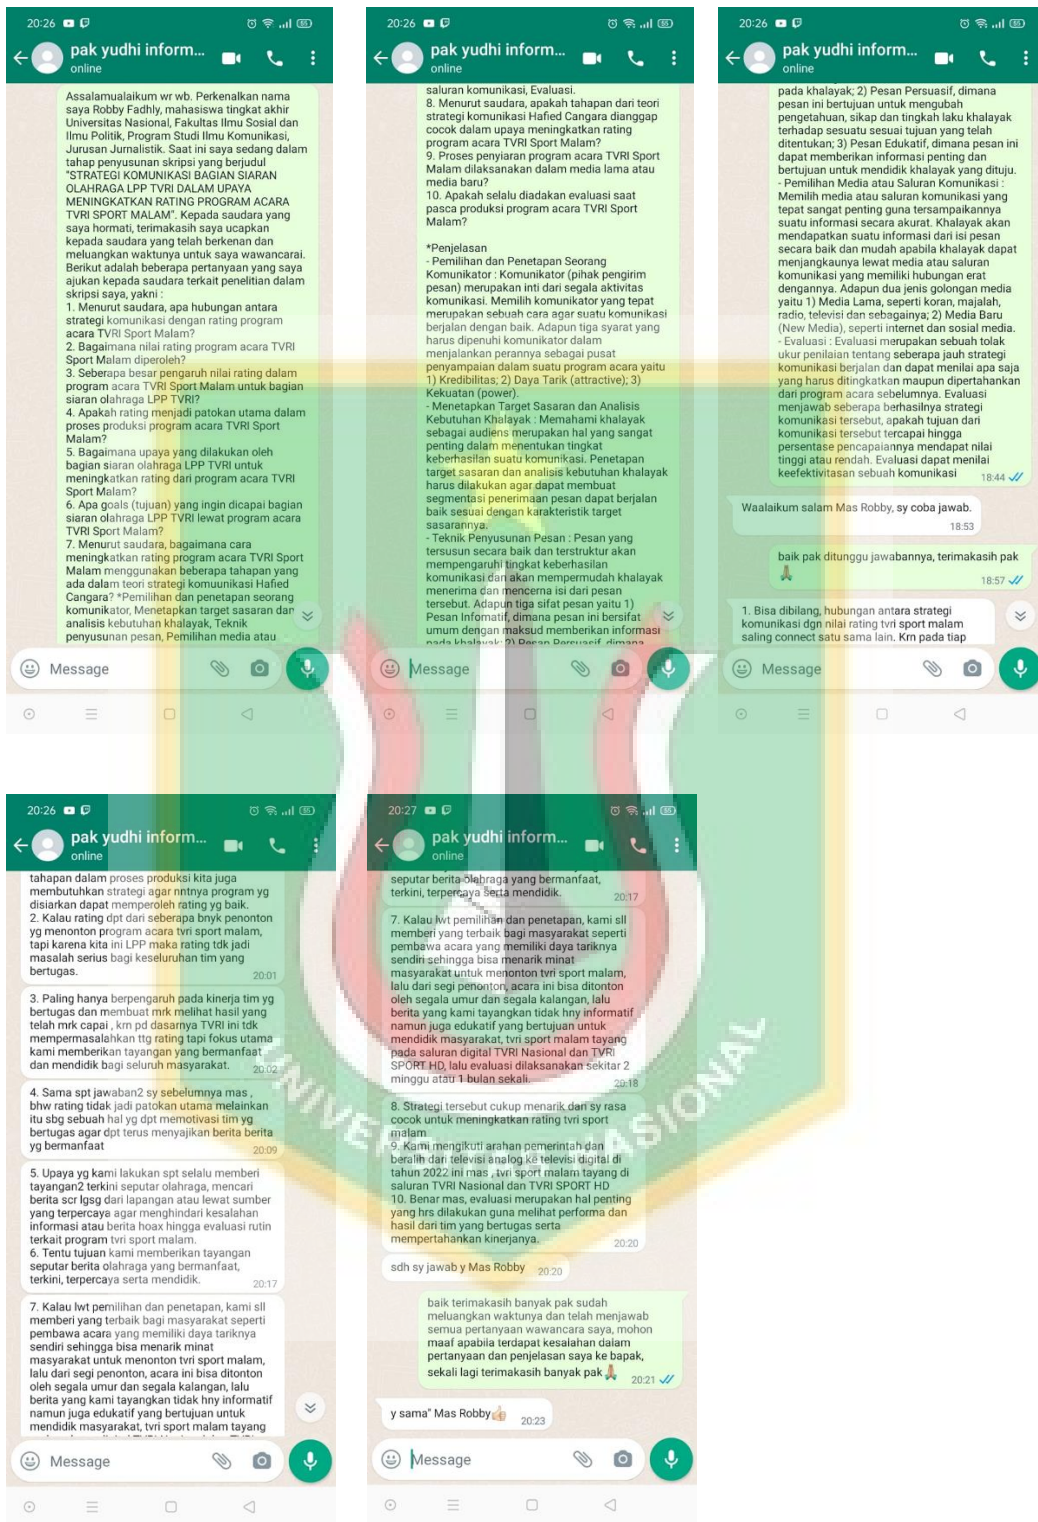 20:26
pak yudhi inform...
online
Assalamualaikum wr wb. Perkenalkan nama
saya Robby Fadhly, mahasiswa tingkat akhir
Universitas Nasional, Fakultas Ilmu Sosial dan
Ilmu Politik, Program Studi Ilmu Komunikasi,
Jurusan Jurnalistik. Saat ini saya sedang dalam
tahap penyusunan skripsi yang berjudul
"STRATEGI KOMUNIKASI BAGIAN SIARAN
OLAHRAGA LPP TVRI DALAM UPAYA
MENINGKATKAN RATING PROGRAM ACARA
TVRI SPORT MALAM". Kepada saudara yang
saya hormati, terimakasih saya ucapkan
kepada saudara yang telah berkenan dan
meluangkan waktunya untuk saya wawancarai.
Berikut adalah beberapa pertanyaan yang saya
ajukan kepada saudara terkait penelitian dalam
skripsi saya, yakni :
1. Menurut saudara, apa hubungan antara
strategi komunikasi dengan rating program
acara TVRI Sport Malam?
2. Bagaimana nilai rating program acara TVRI
Sport Malam diperoleh?
3. Seberapa besar pengaruh nilai rating dalam
program acara TVRI Sport Malam untuk bagian
siaran olahraga LPP TVRI?
4. Apakah rating menjadi patokan utama dalam
proses produksi program acara TVRI Sport
Malam?
5. Bagaimana upaya yang dilakukan oleh
bagian siaran olahraga LPP TVRI untuk
meningkatkan rating dari program acara TVRI
Sport Malam?
6. Apa goals (tujuan) yang ingin dicapai bagian
siaran olahraga LPP TVRI lewat program acara
TVRI Sport Malam?
7. Menurut saudara, bagaimana cara
meningkatkan rating program acara TVRI Sport
Malam menggunakan beberapa tahapan yang
ada dalam teori strategi komuunikasi Hafied
Cangara? *Pemilihan dan penetapan seorang
komunikator, Menetapkan target sasaran dan
analisis kebutuhan khalayak, Teknik
penyusunan pesan, Pemilihan media atau
Message
20:26
pak yudhi inform...
online
saluran komunikasi, Evaluasi.
8. Menurut saudara, apakah tahapan dari teori
strategi komunikasi Hafied Cangara dianggap
cocok dalam upaya meningkatkan rating
program acara TVRI Sport Malam?
9. Proses penyiaran program acara TVRI Sport
Malam dilaksanakan dalam media lama atau
media baru?
10. Apakah selalu diadakan evaluasi saat
pasca produksi program acara TVRI Sport
Malam?
*Penjelasan
- Pemilihan dan Penetapan Seorang
Komunikator : Komunikator (pihak pengirim
pesan) merupakan inti dari segala aktivitas
komunikasi. Memilih komunikator yang tepat
merupakan sebuah cara agar suatu komunikasi
berjalan dengan baik. Adapun tiga syarat yang
harus dipenuhi komunikator dalam
menjalankan perannya sebagai pusat
penyampaian dalam suatu program acara yaitu
1) Kredibilitas; 2) Daya Tarik (attractive); 3)
Kekuatan (power).
- Menetapkan Target Sasaran dan Analisis
Kebutuhan Khalayak : Memahami khalayak
sebagai audiens merupakan hal yang sangat
penting dalam menentukan tingkat
keberhasilan suatu komunikasi. Penetapan
target sasaran dan analisis kebutuhan khalayak
harus dilakukan agar dapat membuat
segmentasi penerimaan pesan dapat berjalan
baik sesuai dengan karakteristik target
sasarannya.
- Teknik Penyusunan Pesan : Pesan yang
tersusun secara baik dan terstruktur akan
mempengaruhi tingkat keberhasilan
komunikasi dan akan mempermudah khalayak
menerima dan mencerna isi dari pesan
tersebut. Adapun tiga sifat pesan yaitu 1)
Pesan Infomatif, dimana pesan ini bersifat
umum dengan maksud memberikan informasi
pada khalayak; 2) Pesan Persuasif, dimana
Message
20:26
pak yudhi inform...
online
pada khalayak; 2) Pesan Persuasif, dimana
pesan ini bertujuan untuk mengubah
pengetahuan, sikap dan tingkah laku khalayak
terhadap sesuatu sesuai tujuan yang telah
ditentukan; 3) Pesan Edukatif, dimana pesan ini
dapat memberikan informasi penting dan
bertujuan untuk mendidik khalayak yang dituju.
- Pemilihan Media atau Saluran Komunikasi :
Memilih media atau saluran komunikasi yang
tepat sangat penting guna tersampaikannya
suatu informasi secara akurat. Khalayak akan
mendapatkan suatu informasi dari isi pesan
secara baik dan mudah apabila khalayak dapat
menjangkaunya lewat media atau saluran
komunikasi yang memiliki hubungan erat
dengannya. Adapun dua jenis golongan media
yaitu 1) Media Lama, seperti koran, majalah,
radio, televisi dan sebagainya; 2) Media Baru
(New Media), seperti internet dan sosial media.
- Evaluasi : Evaluasi merupakan sebuah tolak
ukur penilaian tentang seberapa jauh strategi
komunikasi berjalan dan dapat menilai apa saja
yang harus ditingkatkan maupun dipertahankan
dari program acara sebelumnya. Evaluasi
menjawab seberapa berhasilnya strategi
komunikasi tersebut, apakah tujuan dari
komunikasi tersebut tercapai hingga
persentase pencapaiannya mendapat nilai
tinggi atau rendah. Evaluasi dapat menilai
keefektivitasan sebuah komunikasi
18:44
Waalaikum salam Mas Robby, sy coba jawab.
18:53
baik pak ditunggu jawabannya, terimakasih pak
🙏
18:57
1. Bisa dibilang, hubungan antara strategi
komunikasi dgn nilai rating tvri sport malam
saling connect satu sama lain. Krn pada tiap
Message
20:26
pak yudhi inform...
online
tahapan dalam proses produksi kita juga
membutuhkan strategi agar nntnya program yg
disiarkan dapat memperoleh rating yg baik.
2. Kalau rating dpt dari seberapa bnyk penonton
yg menonton program acara tvri sport malam,
tapi karena kita ini LPP maka rating tdk jadi
masalah serius bagi keseluruhan tim yang
bertugas.
20:01
3. Paling hanya berpengaruh pada kinerja tim yg
bertugas dan membuat mrk melihat hasil yang
telah mrk capai , krn pd dasarnya TVRI ini tdk
mempermasalahkan ttg rating tapi fokus utama
kami memberikan tayangan yang bermanfaat
dan mendidik bagi seluruh masyarakat.
20:02
4. Sama spt jawaban2 sy sebelumnya mas ,
bhw rating tidak jadi patokan utama melainkan
itu sbg sebuah hal yg dpt memotivasi tim yg
bertugas agar dpt terus menyajikan berita berita
yg bermanfaat
20:09
5. Upaya yg kami lakukan spt selalu memberi
tayangan2 terkini seputar olahraga, mencari
berita scr lgsg dari lapangan atau lewat sumber
yang terpercaya agar menghindari kesalahan
informasi atau berita hoax hingga evaluasi rutin
terkait program tvri sport malam.
6. Tentu tujuan kami memberikan tayangan
seputar berita olahraga yang bermanfaat,
terkini, terpercaya serta mendidik.
20:17
7. Kalau lwt pemilihan dan penetapan, kami sll
memberi yang terbaik bagi masyarakat seperti
pembawa acara yang memiliki daya tariknya
sendiri sehingga bisa menarik minat
masyarakat untuk menonton tvri sport malam,
lalu dari segi penonton, acara ini bisa ditonton
oleh segala umur dan segala kalangan, lalu
berita yang kami tayangkan tidak hny informatif
namun juga edukatif yang bertujuan untuk
mendidik masyarakat, tvri sport malam tayang
Message
20:27
pak yudhi inform...
online
seputar berita olahraga yang bermanfaat,
terkini, terpercaya serta mendidik.
20:17
7. Kalau lwt pemilihan dan penetapan, kami sll
memberi yang terbaik bagi masyarakat seperti
pembawa acara yang memiliki daya tariknya
sendiri sehingga bisa menarik minat
masyarakat untuk menonton tvri sport malam,
lalu dari segi penonton, acara ini bisa ditonton
oleh segala umur dan segala kalangan, lalu
berita yang kami tayangkan tidak hny informatif
namun juga edukatif yang bertujuan untuk
mendidik masyarakat, tvri sport malam tayang
pada saluran digital TVRI Nasional dan TVRI
SPORT HD, lalu evaluasi dilaksanakan sekitar 2
minggu atau 1 bulan sekali.
20:18
8. Strategi tersebut cukup menarik dan sy rasa
cocok untuk meningkatkan rating tvri sport
malam
9. Kami mengikuti arahan pemerintah dan
beralih dari televisi analog ke televisi digital di
tahun 2022 ini mas , tvri sport malam tayang di
saluran TVRI Nasional dan TVRI SPORT HD
10. Benar mas, evaluasi merupakan hal penting
yang hrs dilakukan guna melihat performa dan
hasil dari tim yang bertugas serta
mempertahankan kinerjanya.
20:20
sdh sy jawab y Mas Robby
20:20
baik terimakasih banyak pak sudah
meluangkan waktunya dan telah menjawab
semua pertanyaan wawancara saya, mohon
maaf apabila terdapat kesalahan dalam
pertanyaan dan penjelasan saya ke bapak,
sekali lagi terimakasih banyak pak 🙏
20:21
y sama" Mas Robby👍
20:23
Message
UNIVERSITAS NASIONAL